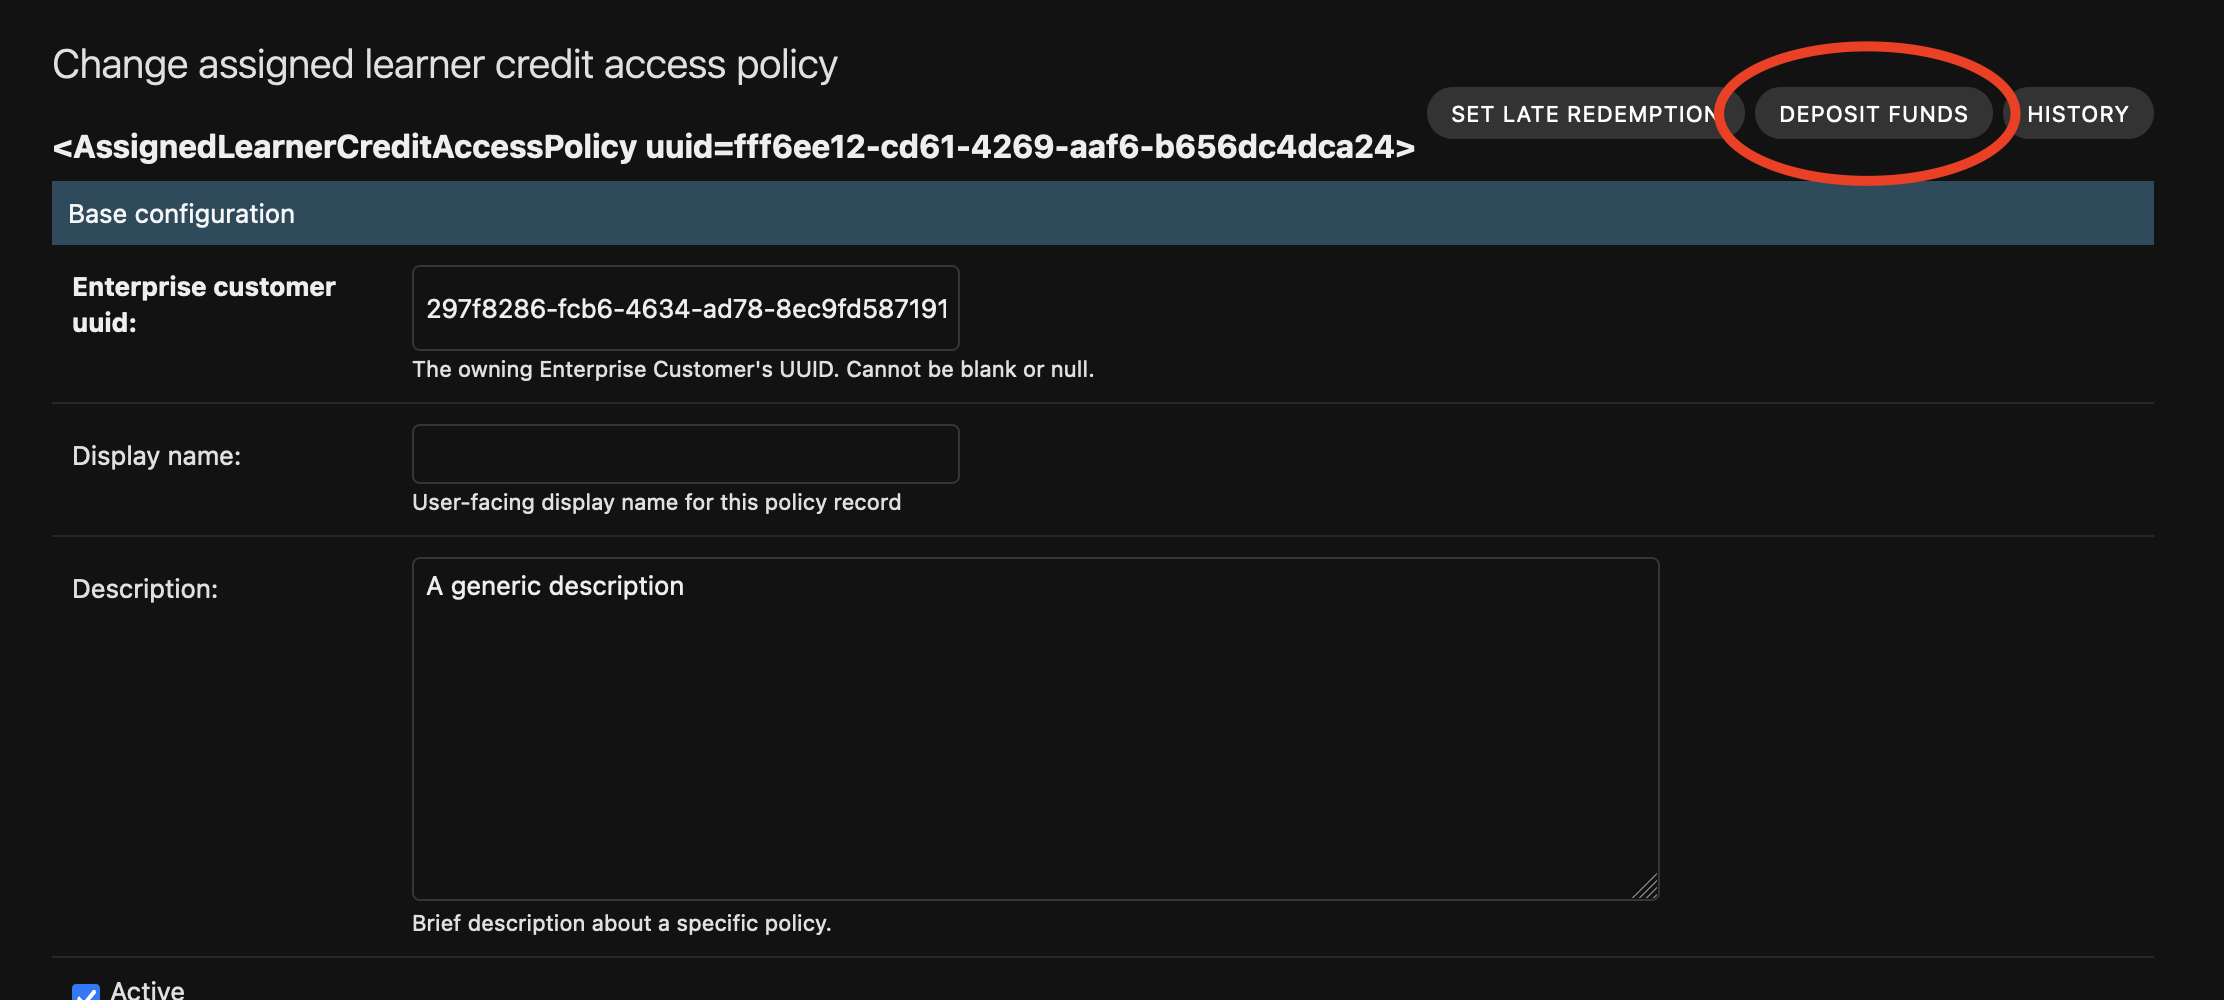 Change assigned learner credit access policy
SET LATE REDEMPTION
DEPOSIT FUNDS
HISTORY
<AssignedLearnerCreditAccessPolicy uuid=fff6ee12-cd61-4269-aaf6-b656dc4dca24>
Base configuration
Enterprise customer
uuid:
297f8286-fcb6-4634-ad78-8ec9fd587191
The owning Enterprise Customer's UUID. Cannot be blank or null.
Display name:
User-facing display name for this policy record
Description:
A generic description
Brief description about a specific policy.
Active